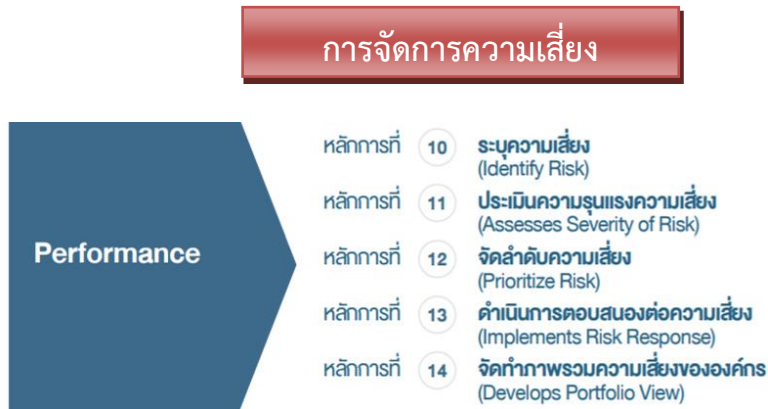 การจัดการความเสี่ยง
Performance
หลักการที่ 10 ระบุความเสี่ยง
(Identify Risk)
หลักการที่ 11 ประเมินความรุนแรงความเสี่ยง
(Assesses Severity of Risk)
หลักการที่ 12 จัดลำดับความเสี่ยง
(Prioritize Risk)
หลักการที่ 13 ดำเนินการตอบสนองต่อความเสี่ยง
(Implements Risk Response)
หลักการที่ 14 จัดทำภาพรวมความเสี่ยงขององค์กร
(Develops Portfolio View)